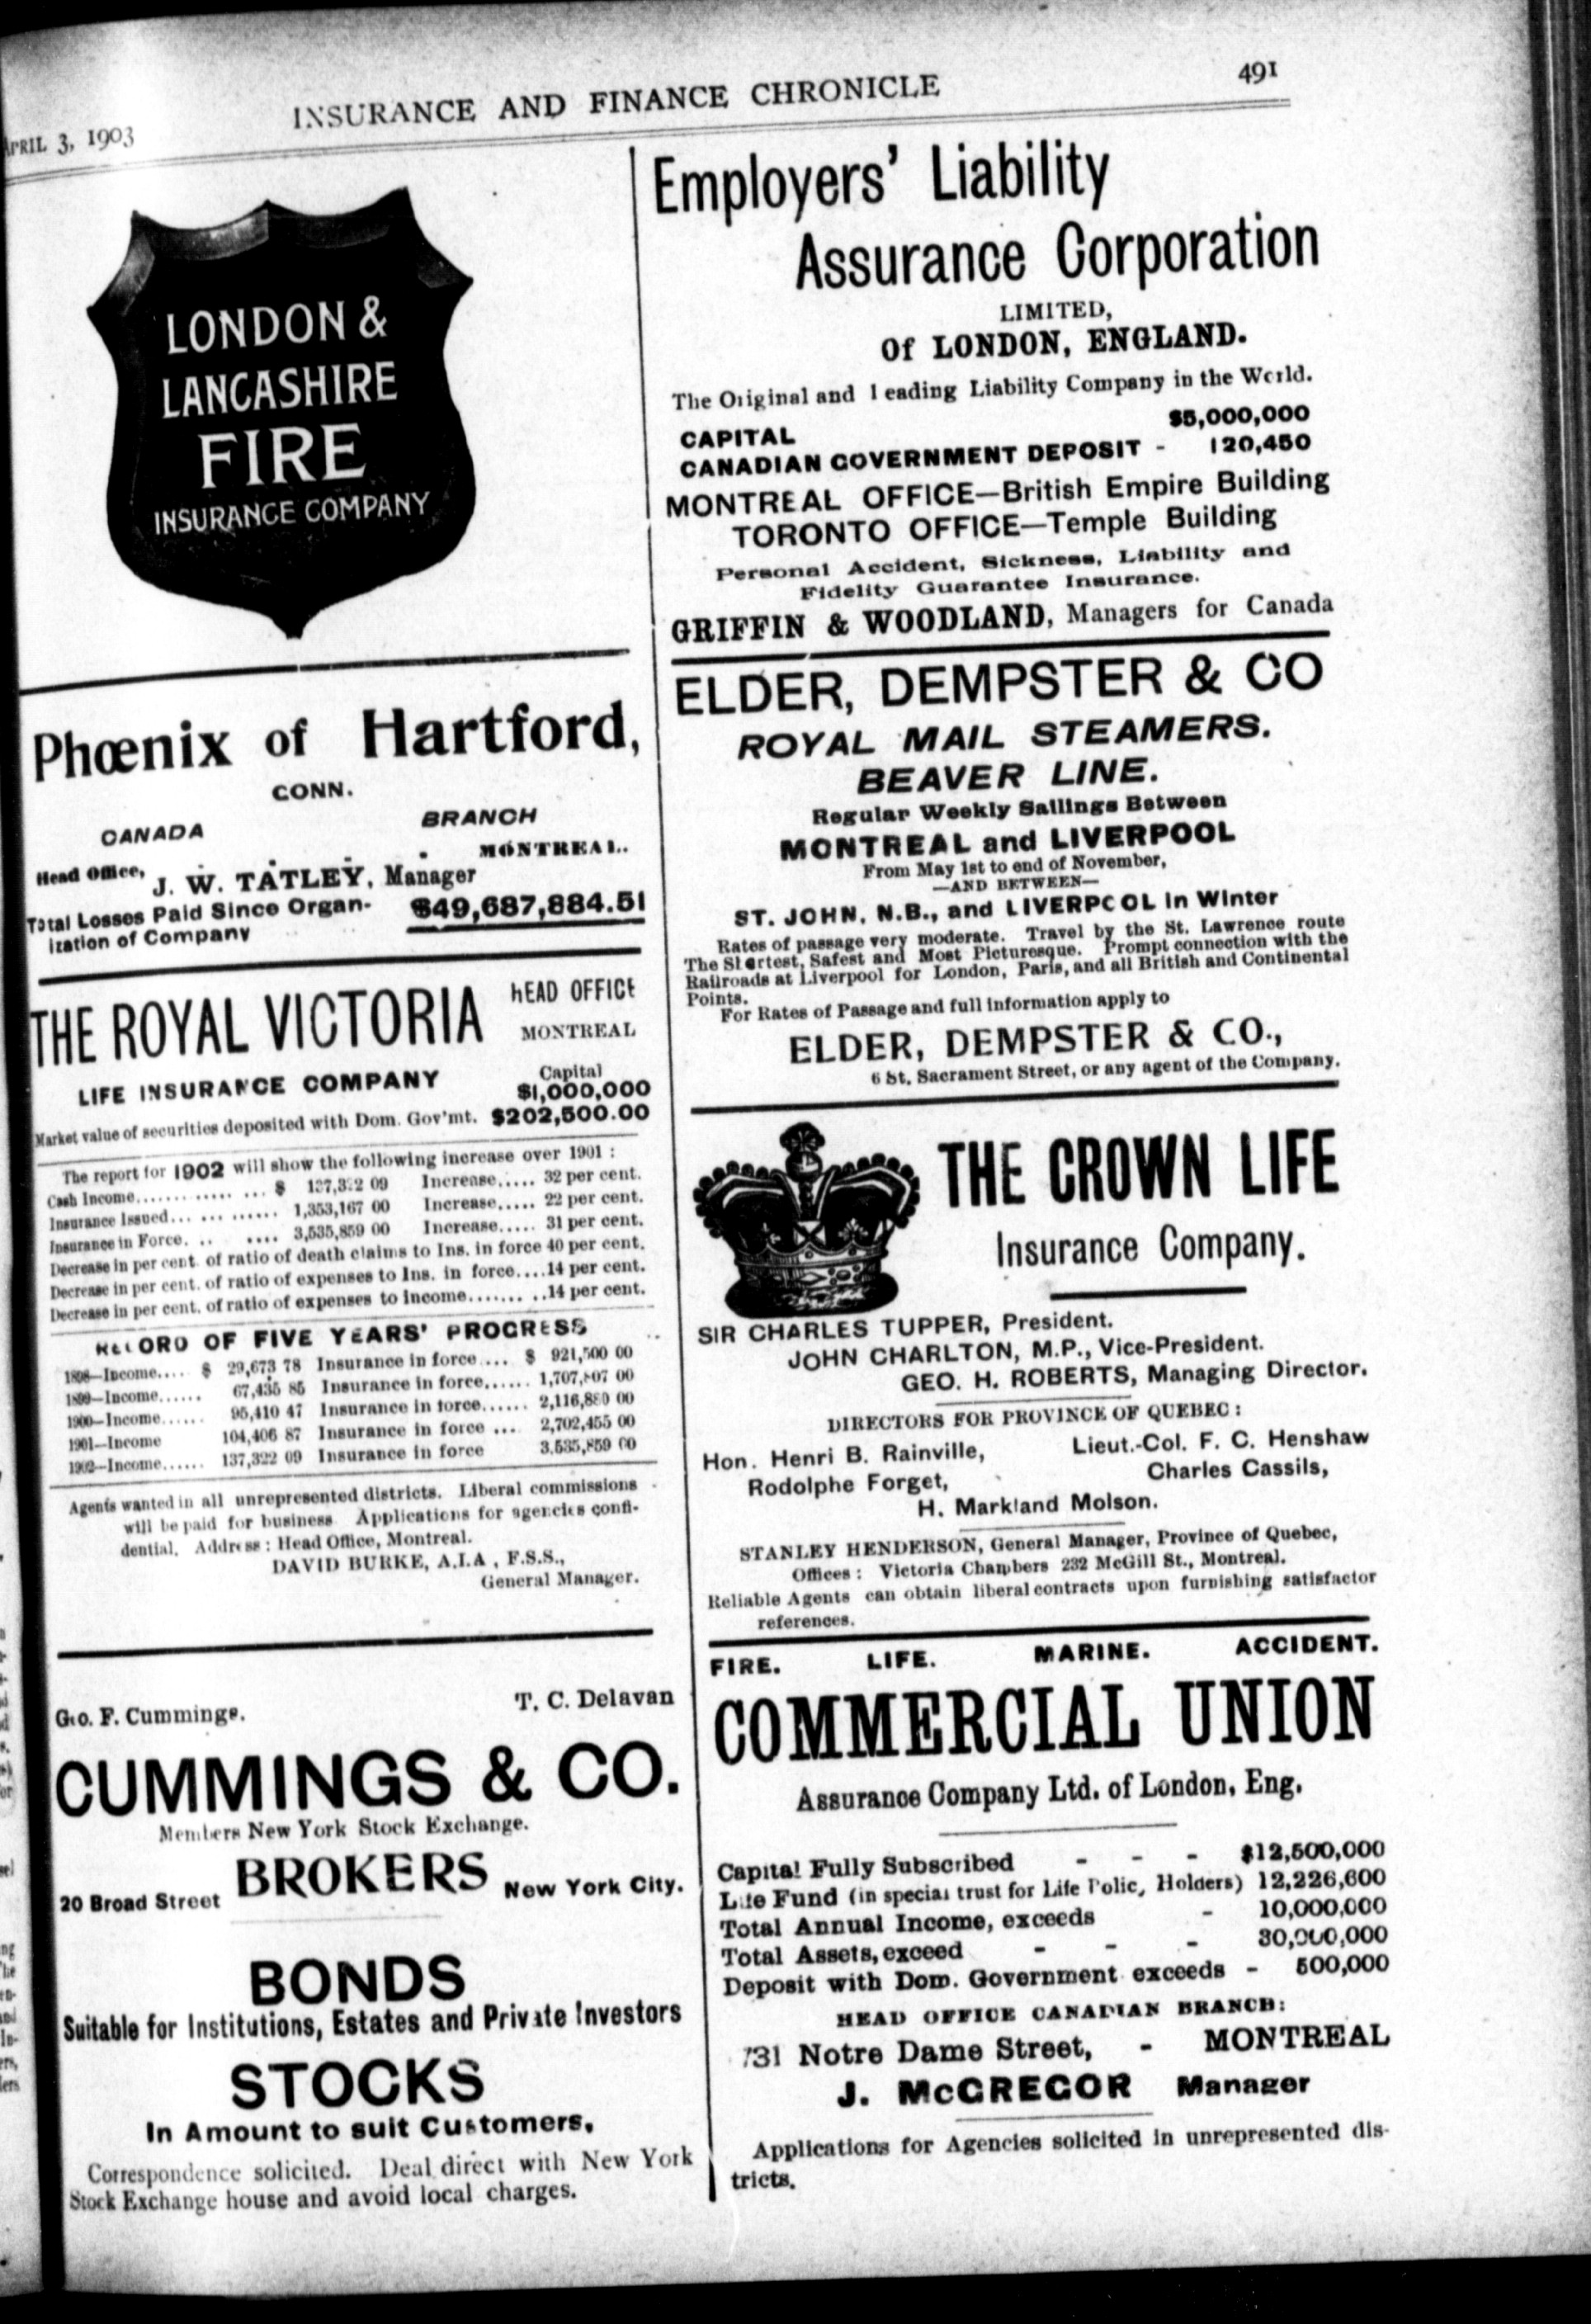 APRIL 3, 1903
INSURANCE AND FINANCE CHRONICLE
491
LONDON &
LANCASHIRE
FIRE
INSURANCE COMPANY
Phœnix of Hartford,
CONN.
CANADA BRANCH
Head Office, MONTREAL.
J. W. TATLEY, Manager
Total Losses Paid Since Organ-
ization of Company $49,687,884.51
THE ROYAL VICTORIA
HEAD OFFICE
MONTREAL
LIFE INSURANCE COMPANY
Capital
$1,000,000
Market value of securities deposited with Dom. Gov'mt. $202,500.00
The report for 1902 will show the following increase over 1901 :
Cash Income.... $ 137,322 09 Increase..... 32 per cent.
Insurance Issued... 1,353,167 00 Increase..... 22 per cent.
Insurance in Force... 3,535,859 00 Increase..... 31 per cent.
Decrease in per cent. of ratio of death claims to Ins. in force 40 per cent.
Decrease in per cent. of ratio of expenses to Ins. in force....14 per cent.
Decrease in per cent. of ratio of expenses to income.........14 per cent.
RECORD OF FIVE YEARS' PROGRESS
1898—Income.... $ 29,673 78 Insurance in force.... $ 921,500 00
1899—Income...... 67,435 85 Insurance in force...... 1,707,807 00
1900—Income...... 95,410 47 Insurance in force...... 2,116,880 00
1901—Income 104,406 87 Insurance in force ... 2,702,455 00
1902—Income...... 137,322 09 Insurance in force 3,535,859 00
Agents wanted in all unrepresented districts. Liberal commissions
will be paid for business Applications for agencies confi-
dential. Address : Head Office, Montreal.
DAVID BURKE, A.I.A , F.S.S.,
General Manager.
Geo. F. Cummings. T. C. Delavan
CUMMINGS & CO.
Members New York Stock Exchange.
20 Broad Street BROKERS New York City.
BONDS
Suitable for Institutions, Estates and Private Investors
STOCKS
In Amount to suit Customers,
Correspondence solicited. Deal direct with New York
Stock Exchange house and avoid local charges.
Employers' Liability
Assurance Corporation
LIMITED,
Of LONDON, ENGLAND.
The Original and Leading Liability Company in the World.
CAPITAL $5,000,000
CANADIAN GOVERNMENT DEPOSIT - 120,450
MONTREAL OFFICE—British Empire Building
TORONTO OFFICE—Temple Building
Personal Accident, Sickness, Liability and
Fidelity Guarantee Insurance.
GRIFFIN & WOODLAND, Managers for Canada
ELDER, DEMPSTER & CO
ROYAL MAIL STEAMERS.
BEAVER LINE.
Regular Weekly Sailings Between
MONTREAL and LIVERPOOL
From May 1st to end of November,
—AND BETWEEN—
ST. JOHN, N.B., and LIVERPOOL in Winter
Rates of passage very moderate. Travel by the St. Lawrence route
The Shortest, Safest and Most Picturesque. Prompt connection with the
Railroads at Liverpool for London, Paris, and all British and Continental
Points.
For Rates of Passage and full information apply to
ELDER, DEMPSTER & CO.,
6 St. Sacrament Street, or any agent of the Company.
THE CROWN LIFE
Insurance Company.
SIR CHARLES TUPPER, President.
JOHN CHARLTON, M.P., Vice-President.
GEO. H. ROBERTS, Managing Director.
DIRECTORS FOR PROVINCE OF QUEBEC :
Hon. Henri B. Rainville, Lieut.-Col. F. C. Henshaw
Rodolphe Forget, Charles Cassils,
H. Markland Molson.
STANLEY HENDERSON, General Manager, Province of Quebec,
Offices : Victoria Chambers 232 McGill St., Montreal.
Reliable Agents can obtain liberal contracts upon furnishing satisfactor
references.
FIRE. LIFE. MARINE. ACCIDENT.
COMMERCIAL UNION
Assurance Company Ltd. of London, Eng.
Capital Fully Subscribed - - - $12,500,000
Life Fund (in special trust for Life Policy Holders) 12,226,600
Total Annual Income, exceeds - 10,000,000
Total Assets, exceed - - - 30,000,000
Deposit with Dom. Government exceeds - 500,000
HEAD OFFICE CANADIAN BRANCH:
731 Notre Dame Street, - MONTREAL
J. McGREGOR Manager
Applications for Agencies solicited in unrepresented dis-
tricts.